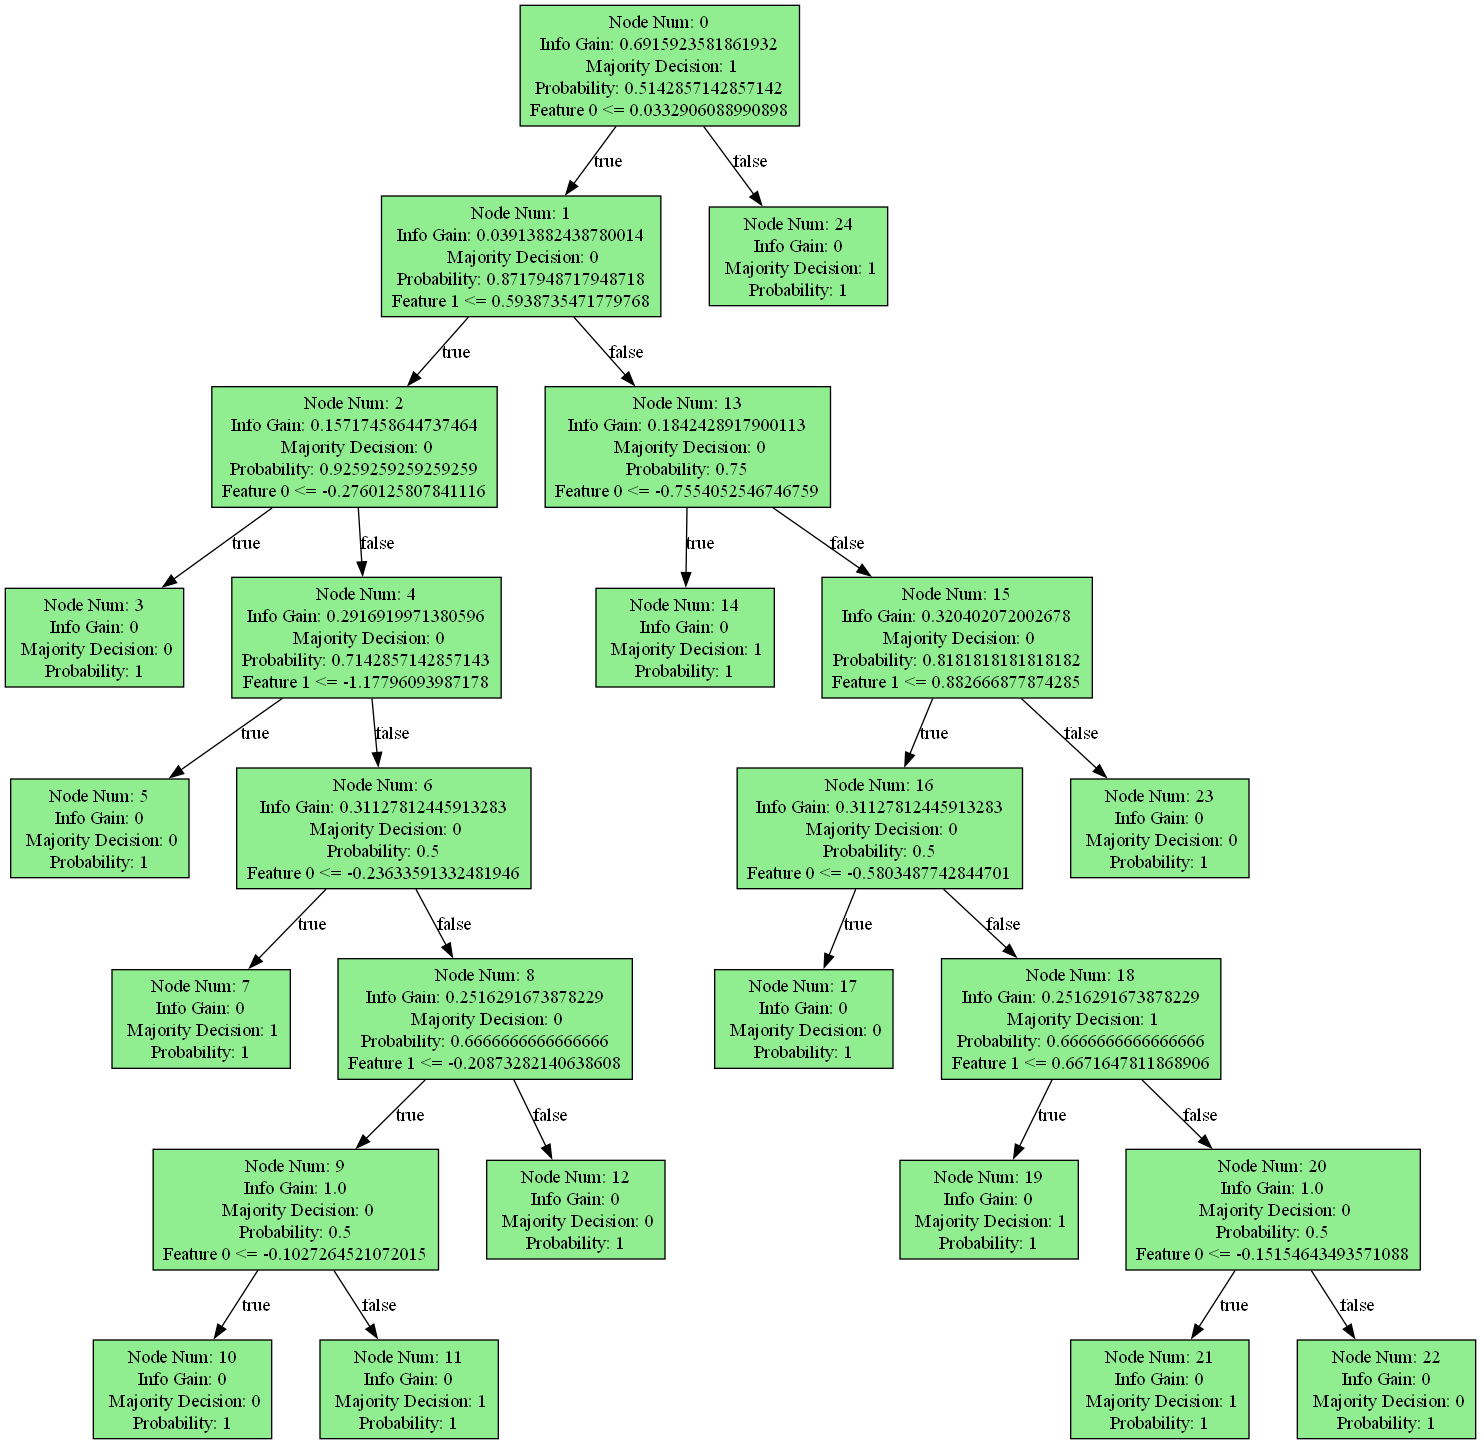 Node Num: 0
Info Gain: 0.6915923581861932
Majority Decision: 1
Probability: 0.5142857142857142
Feature 0 <= 0.0332906088990898
true
false
Node Num: 1
Info Gain: 0.03913882438780014
Majority Decision: 0
Probability: 0.8717948717948718
Feature 1 <= 0.5938735471779768
Node Num: 24
Info Gain: 0
Majority Decision: 1
Probability: 1
true
false
Node Num: 2
Info Gain: 0.15717458644737464
Majority Decision: 0
Probability: 0.9259259259259259
Feature 0 <= -0.2760125807841116
Node Num: 13
Info Gain: 0.1842428917900113
Majority Decision: 0
Probability: 0.75
Feature 0 <= -0.7554052546746759
true
false
true
false
Node Num: 3
Info Gain: 0
Majority Decision: 0
Probability: 1
Node Num: 4
Info Gain: 0.2916919971380596
Majority Decision: 0
Probability: 0.7142857142857143
Feature 1 <= -1.17796093987178
Node Num: 14
Info Gain: 0
Majority Decision: 1
Probability: 1
Node Num: 15
Info Gain: 0.320402072002678
Majority Decision: 0
Probability: 0.8181818181818182
Feature 1 <= 0.882666877874285
true
false
true
false
Node Num: 5
Info Gain: 0
Majority Decision: 0
Probability: 1
Node Num: 6
Info Gain: 0.31127812445913283
Majority Decision: 0
Probability: 0.5
Feature 0 <= -0.23633591332481946
Node Num: 16
Info Gain: 0.31127812445913283
Majority Decision: 0
Probability: 0.5
Feature 0 <= -0.5803487742844701
Node Num: 23
Info Gain: 0
Majority Decision: 0
Probability: 1
true
false
true
false
Node Num: 7
Info Gain: 0
Majority Decision: 1
Probability: 1
Node Num: 8
Info Gain: 0.2516291673878229
Majority Decision: 0
Probability: 0.6666666666666666
Feature 1 <= -0.20873282140638608
Node Num: 17
Info Gain: 0
Majority Decision: 0
Probability: 1
Node Num: 18
Info Gain: 0.2516291673878229
Majority Decision: 1
Probability: 0.6666666666666666
Feature 1 <= 0.6671647811868906
true
false
true
false
Node Num: 9
Info Gain: 1.0
Majority Decision: 0
Probability: 0.5
Feature 0 <= -0.1027264521072015
Node Num: 12
Info Gain: 0
Majority Decision: 0
Probability: 1
Node Num: 19
Info Gain: 0
Majority Decision: 1
Probability: 1
Node Num: 20
Info Gain: 1.0
Majority Decision: 0
Probability: 0.5
Feature 0 <= -0.15154643493571088
true
false
true
false
Node Num: 10
Info Gain: 0
Majority Decision: 0
Probability: 1
Node Num: 11
Info Gain: 0
Majority Decision: 1
Probability: 1
Node Num: 21
Info Gain: 0
Majority Decision: 1
Probability: 1
Node Num: 22
Info Gain: 0
Majority Decision: 0
Probability: 1